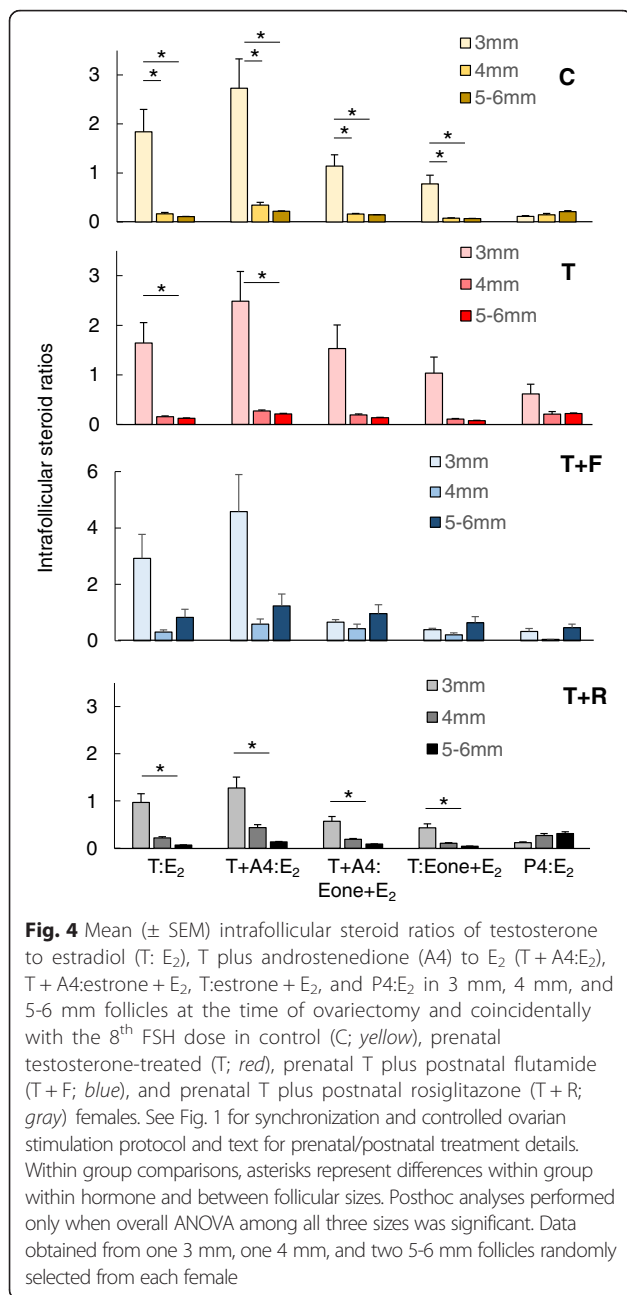 3
2
1
0
* *
* *
* *
* *
3mm
4mm
5-6mm
C
3
2
1
0
*
*
3mm
4mm
5-6mm
T
Intrafollicular steroid ratios
6
4
2
0
3mm
4mm
5-6mm
T+F
3
2
1
0
*
*
*
*
3mm
4mm
5-6mm
T+R
T:E₂
T+A4:E₂
T+A4:
Eone+E₂
T:Eone+E₂
P4:E₂
Fig. 4 Mean (± SEM) intrafollicular steroid ratios of testosterone
to estradiol (T: E₂), T plus androstenedione (A4) to E₂ (T + A4:E₂),
T + A4:estrone + E₂, T:estrone + E₂, and P4:E₂ in 3 mm, 4 mm, and
5-6 mm follicles at the time of ovariectomy and coincidentally
with the 8th FSH dose in control (C; yellow), prenatal
testosterone-treated (T; red), prenatal T plus postnatal flutamide
(T + F; blue), and prenatal T plus postnatal rosiglitazone (T + R;
gray) females. See Fig. 1 for synchronization and controlled ovarian
stimulation protocol and text for prenatal/postnatal treatment details.
Within group comparisons, asterisks represent differences within group
within hormone and between follicular sizes. Posthoc analyses performed
only when overall ANOVA among all three sizes was significant. Data
obtained from one 3 mm, one 4 mm, and two 5-6 mm follicles randomly
selected from each female